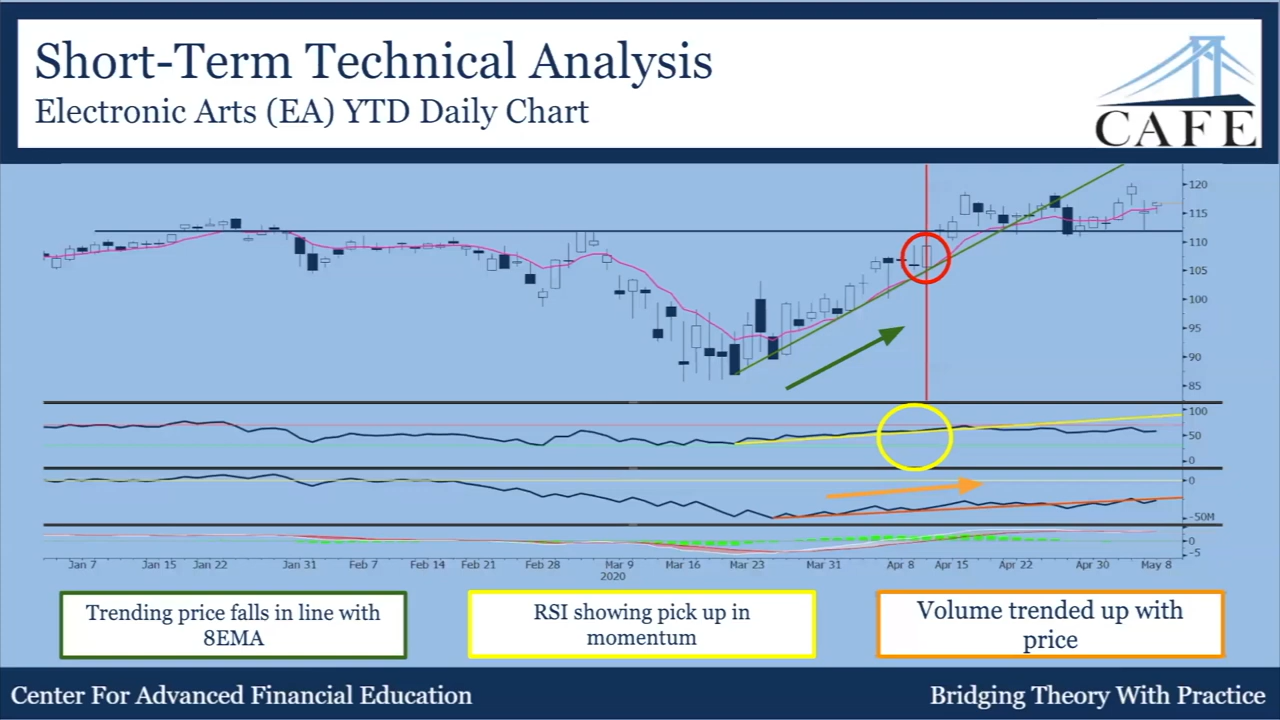 Short-Term Technical Analysis
Electronic Arts (EA) YTD Daily Chart
CAFE
120
115
110
105
100
95
90
85
100
50
0
0
-50M
0
-5
Jan 7 Jan 15 Jan 22 Jan 31 Feb 7 Feb 14 Feb 21 Feb 28 Mar 9 Mar 16 Mar 23 Mar 31 Apr 8 Apr 15 Apr 22 Apr 30 May 8
2020
Trending price falls in line with
8EMA
RSI showing pick up in
momentum
Volume trended up with
price
Center For Advanced Financial Education
Bridging Theory With Practice